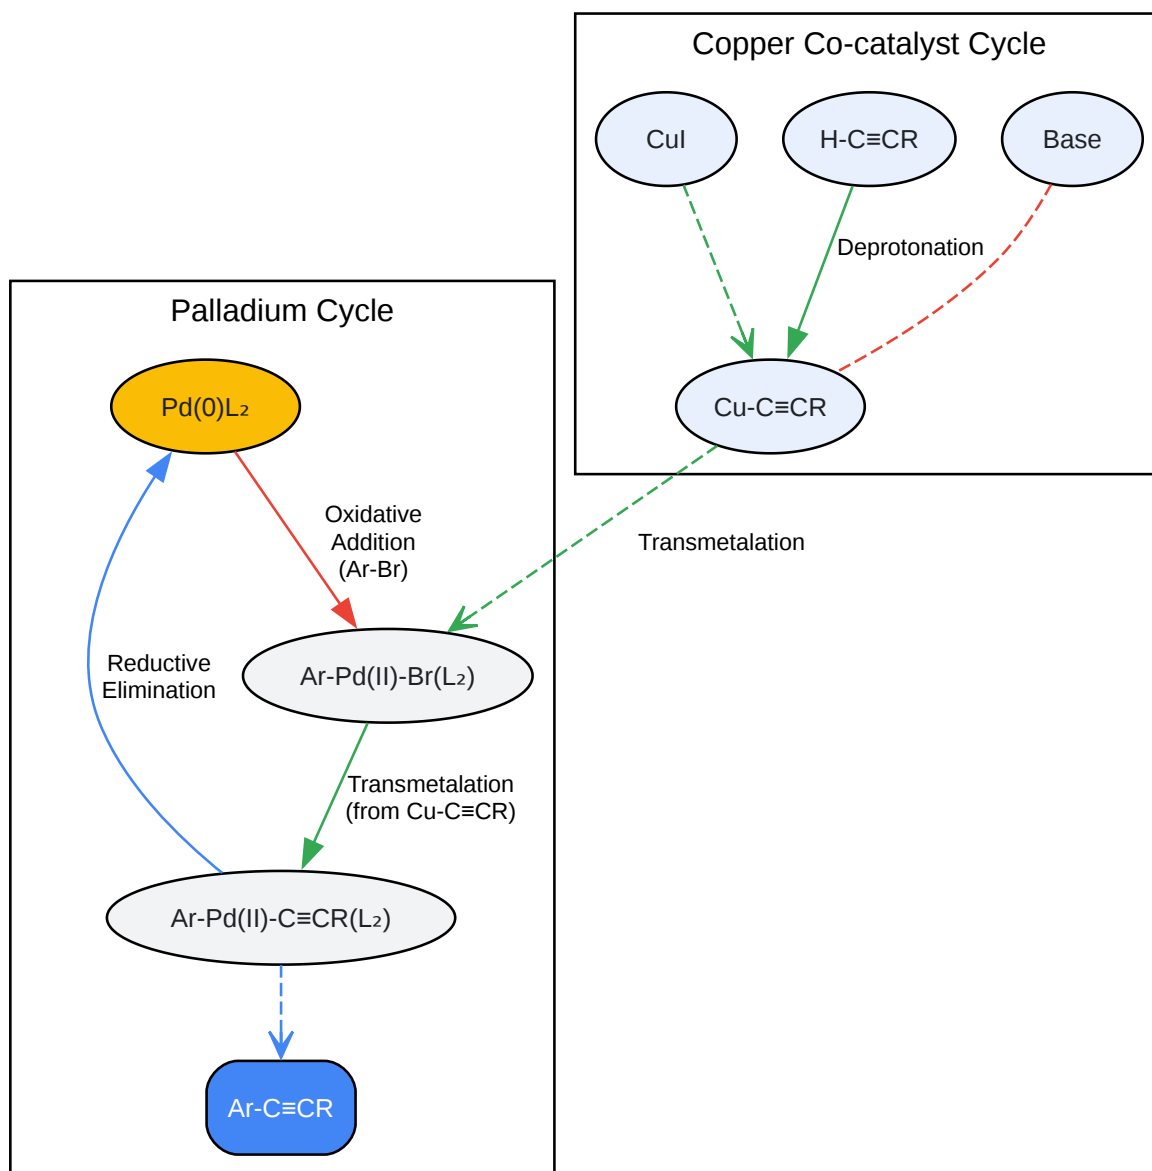 Copper Co-catalyst Cycle
CuI
H-C≡CR
Base
Deprotonation
Cu-C≡CR
Transmetalation
Palladium Cycle
Pd(0)L₂
Oxidative
Addition
(Ar-Br)
Ar-Pd(II)-Br(L₂)
Reductive
Elimination
Transmetalation
(from Cu-C≡CR)
Ar-Pd(II)-C≡CR(L₂)
Ar-C≡CR